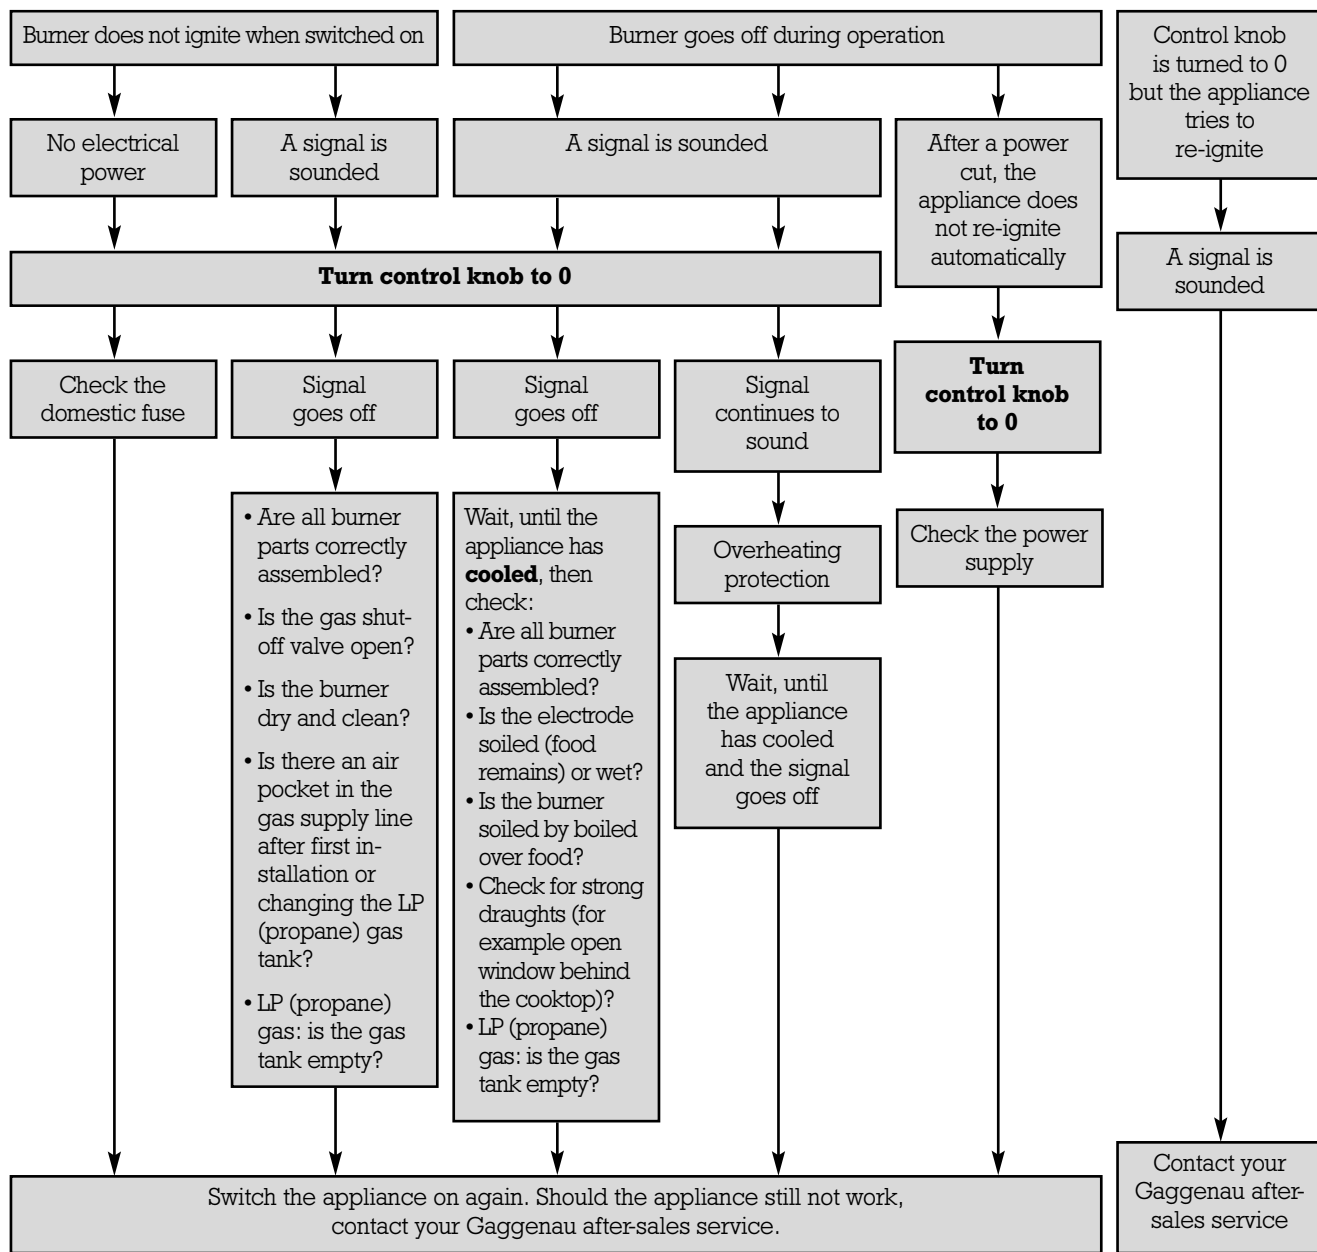 Burner does not ignite when switched on
Burner goes off during operation
Control knob
is turned to 0
but the appliance
tries to
re-ignite
No electrical
power
A signal is
sounded
A signal is sounded
After a power
cut, the
appliance does
not re-ignite
automatically
A signal is
sounded
Turn control knob to 0
Check the
domestic fuse
Signal
goes off
Signal
goes off
Signal
continues to
sound
Turn
control knob
to 0
• Are all burner
parts correctly
assembled?
• Is the gas shut-
off valve open?
• Is the burner
dry and clean?
• Is there an air
pocket in the
gas supply line
after first in-
stallation or
changing the LP
(propane) gas
tank?
• LP (propane)
gas: is the gas
tank empty?
Wait, until the
appliance has
cooled, then
check:
• Are all burner
parts correctly
assembled?
• Is the electrode
soiled (food
remains) or wet?
• Is the burner
soiled by boiled
over food?
• Check for strong
draughts (for
example open
window behind
the cooktop)?
• LP (propane)
gas: is the gas
tank empty?
Overheating
protection
Check the power
supply
Wait, until
the appliance
has cooled
and the signal
goes off
Switch the appliance on again. Should the appliance still not work,
contact your Gaggenau after-sales service.
Contact your
Gaggenau after-
sales service